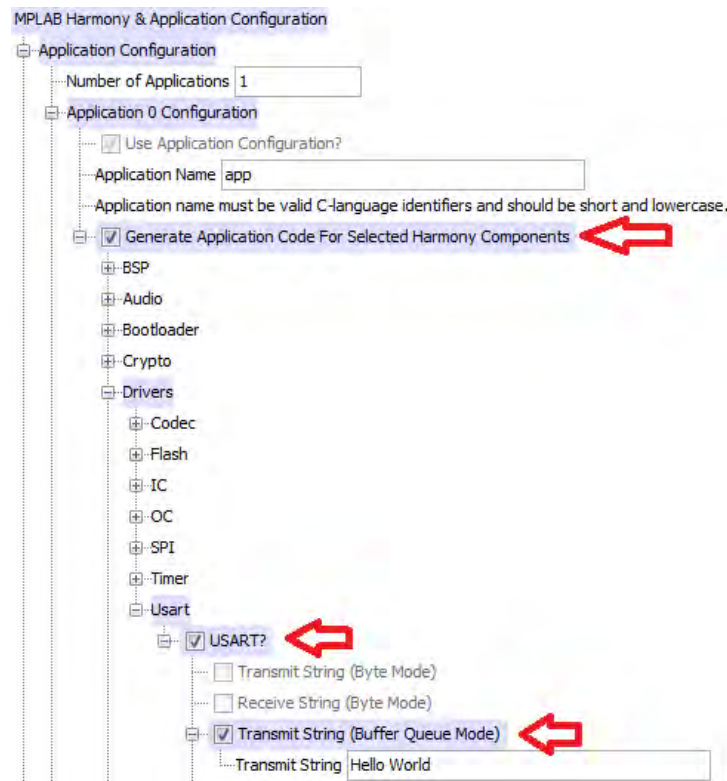 MPLAB Harmony & Application Configuration
Application Configuration
Number of Applications 1
Application 0 Configuration
Use Application Configuration?
Application Name app
Application name must be valid C-language identifiers and should be short and lowercase.
Generate Application Code For Selected Harmony Components
BSP
Audio
Bootloader
Crypto
Drivers
Codec
Flash
IC
OC
SPI
Timer
Usart
USART?
Transmit String (Byte Mode)
Receive String (Byte Mode)
Transmit String (Buffer Queue Mode)
Transmit String Hello World